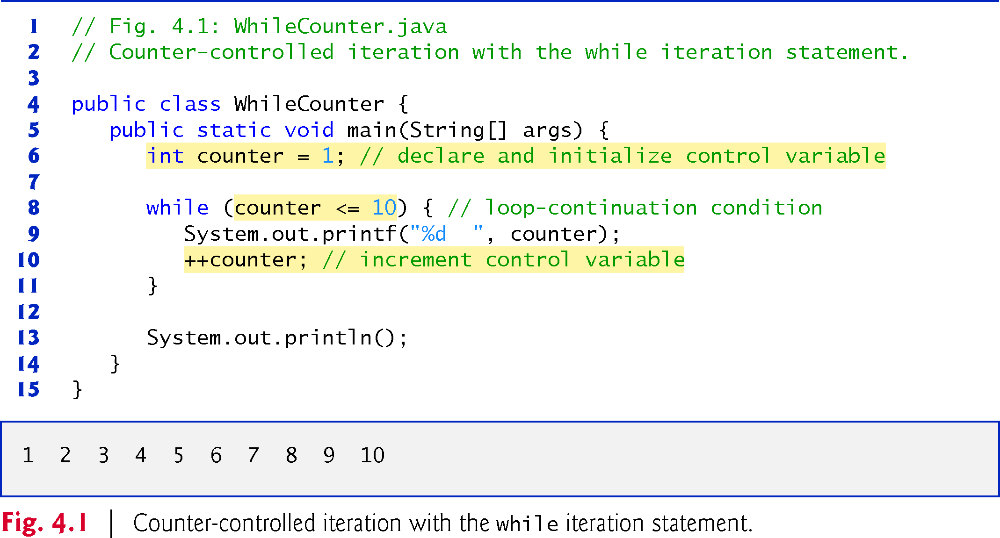 1 // Fig. 4.1: WhileCounter.java
2 // Counter-controlled iteration with the while iteration statement.
3
4 public class WhileCounter {
5    public static void main(String[] args) {
6       int counter = 1; // declare and initialize control variable
7
8       while (counter <= 10) { // loop-continuation condition
9          System.out.printf("%d  ", counter);
10          ++counter; // increment control variable
11       }
12
13       System.out.println();
14    }
15 }
1  2  3  4  5  6  7  8  9  10
Fig. 4.1 | Counter-controlled iteration with the while iteration statement.